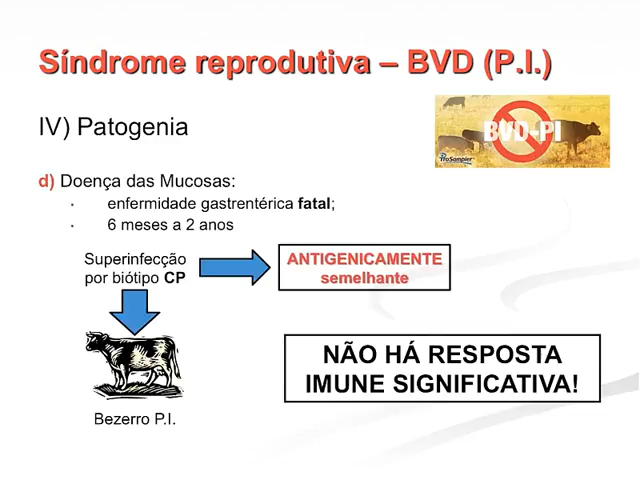 Síndrome reprodutiva – BVD (P.I.)
IV) Patogenia
BVD-PI
ProSampler
d) Doença das Mucosas:
· enfermidade gastrentérica fatal;
· 6 meses a 2 anos
Superinfecção
por biótipo CP
ANTIGENICAMENTE
semelhante
NÃO HÁ RESPOSTA
IMUNE SIGNIFICATIVA!
Bezerro P.I.